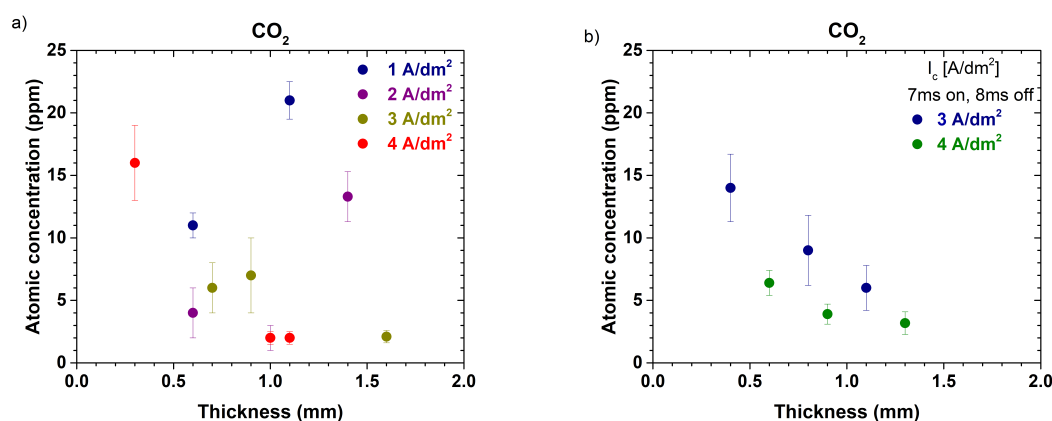 a)
CO₂
25
20
15
10
5
0
Atomic concentration (ppm)
1 A/dm²
2 A/dm²
3 A/dm²
4 A/dm²
0.0 0.5 1.0 1.5 2.0
Thickness (mm)
b)
CO₂
25
20
15
10
5
0
Atomic concentration (ppm)
I_c [A/dm²]
7ms on, 8ms off
3 A/dm²
4 A/dm²
0.0 0.5 1.0 1.5 2.0
Thickness (mm)